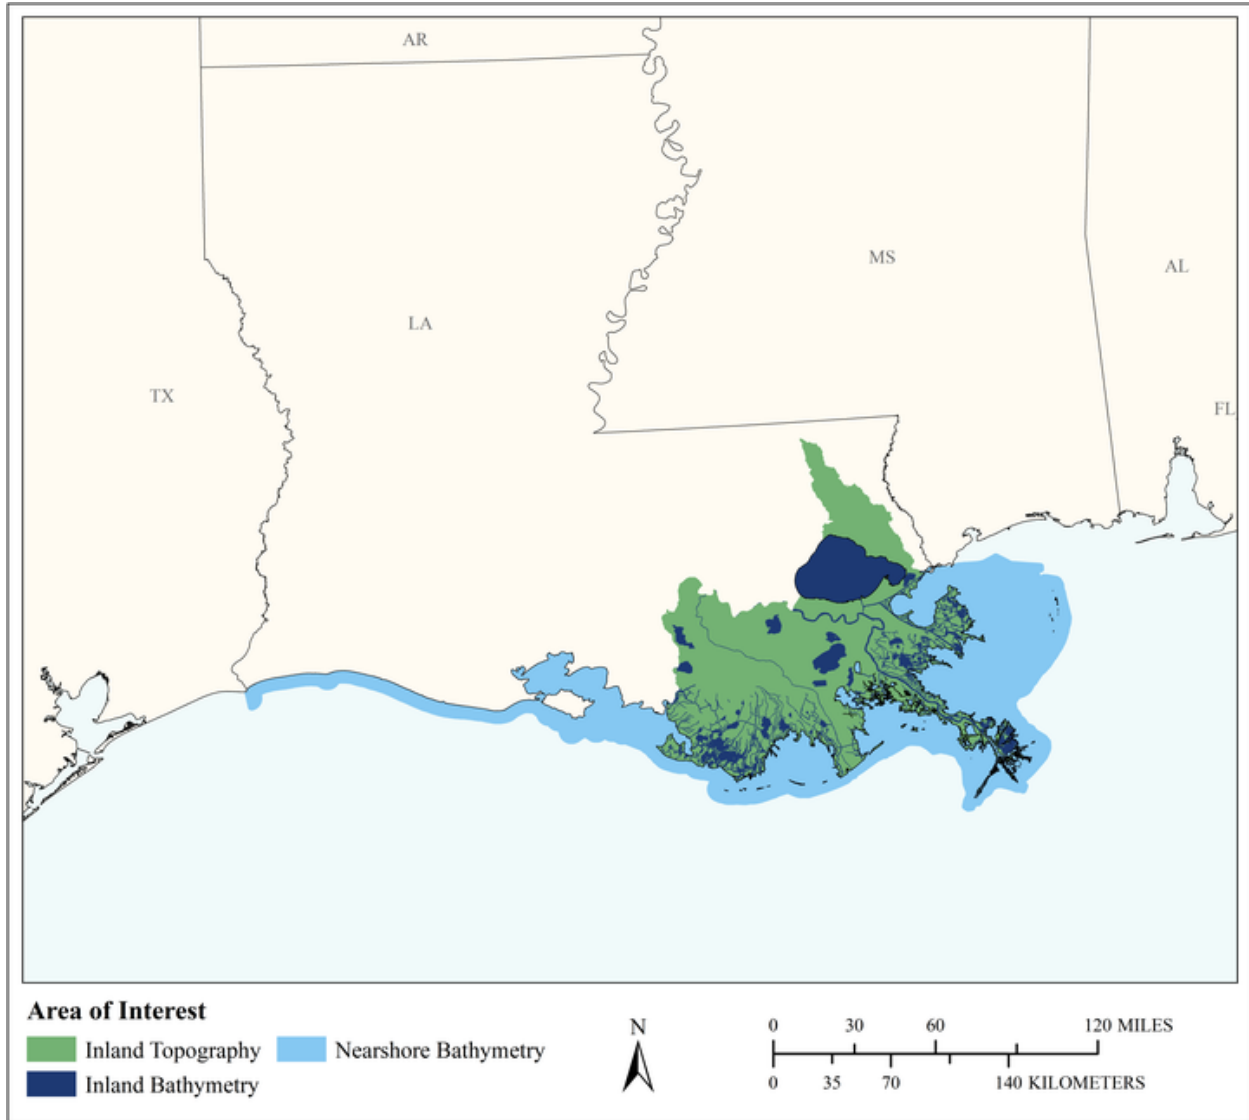 AR
MS
AL
LA
TX
FL
Area of Interest
Inland Topography
Nearshore Bathymetry
Inland Bathymetry
N
0 30 60 120 MILES
0 35 70 140 KILOMETERS